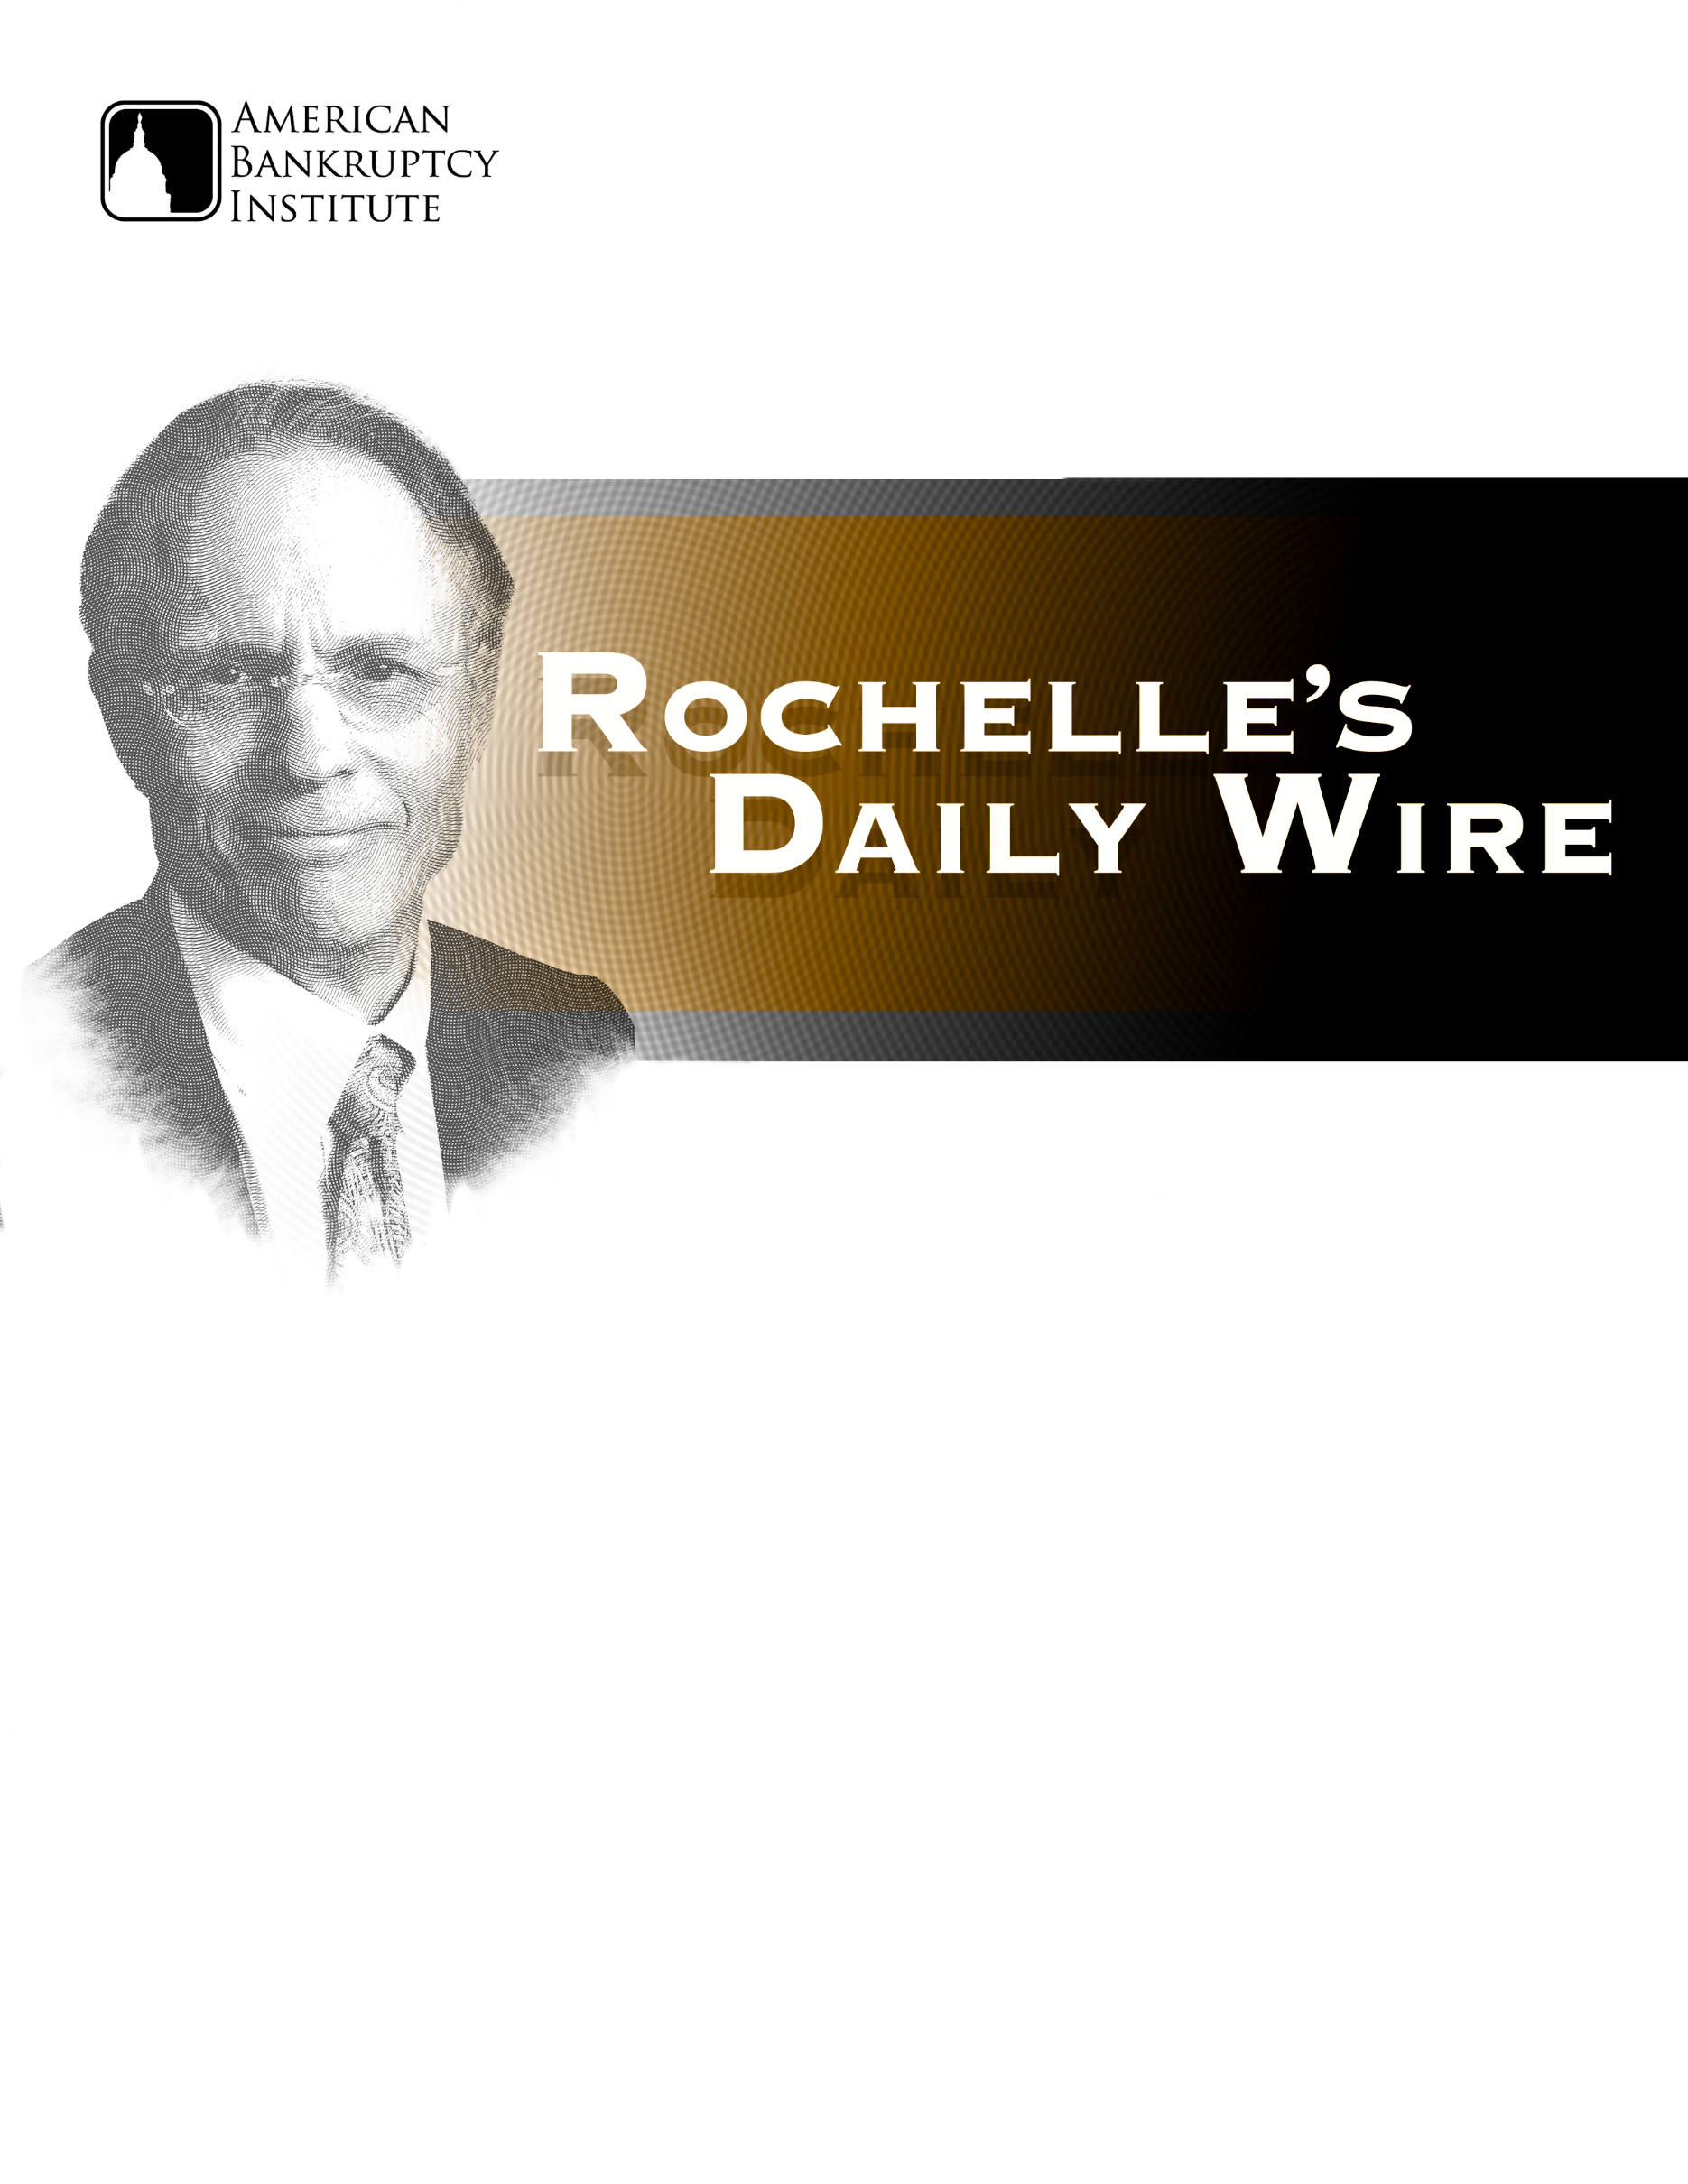 AMERICAN
BANKRUPTCY
INSTITUTE
ROCHELLE’S
DAILY WIRE